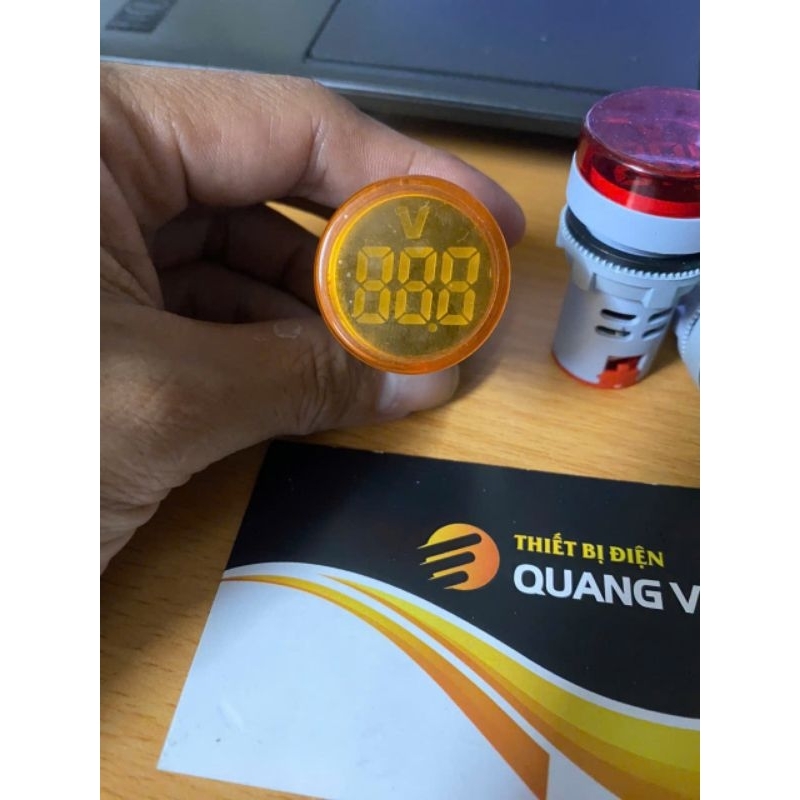 V
88.8
THIẾT BỊ ĐIỆN
QUANG V